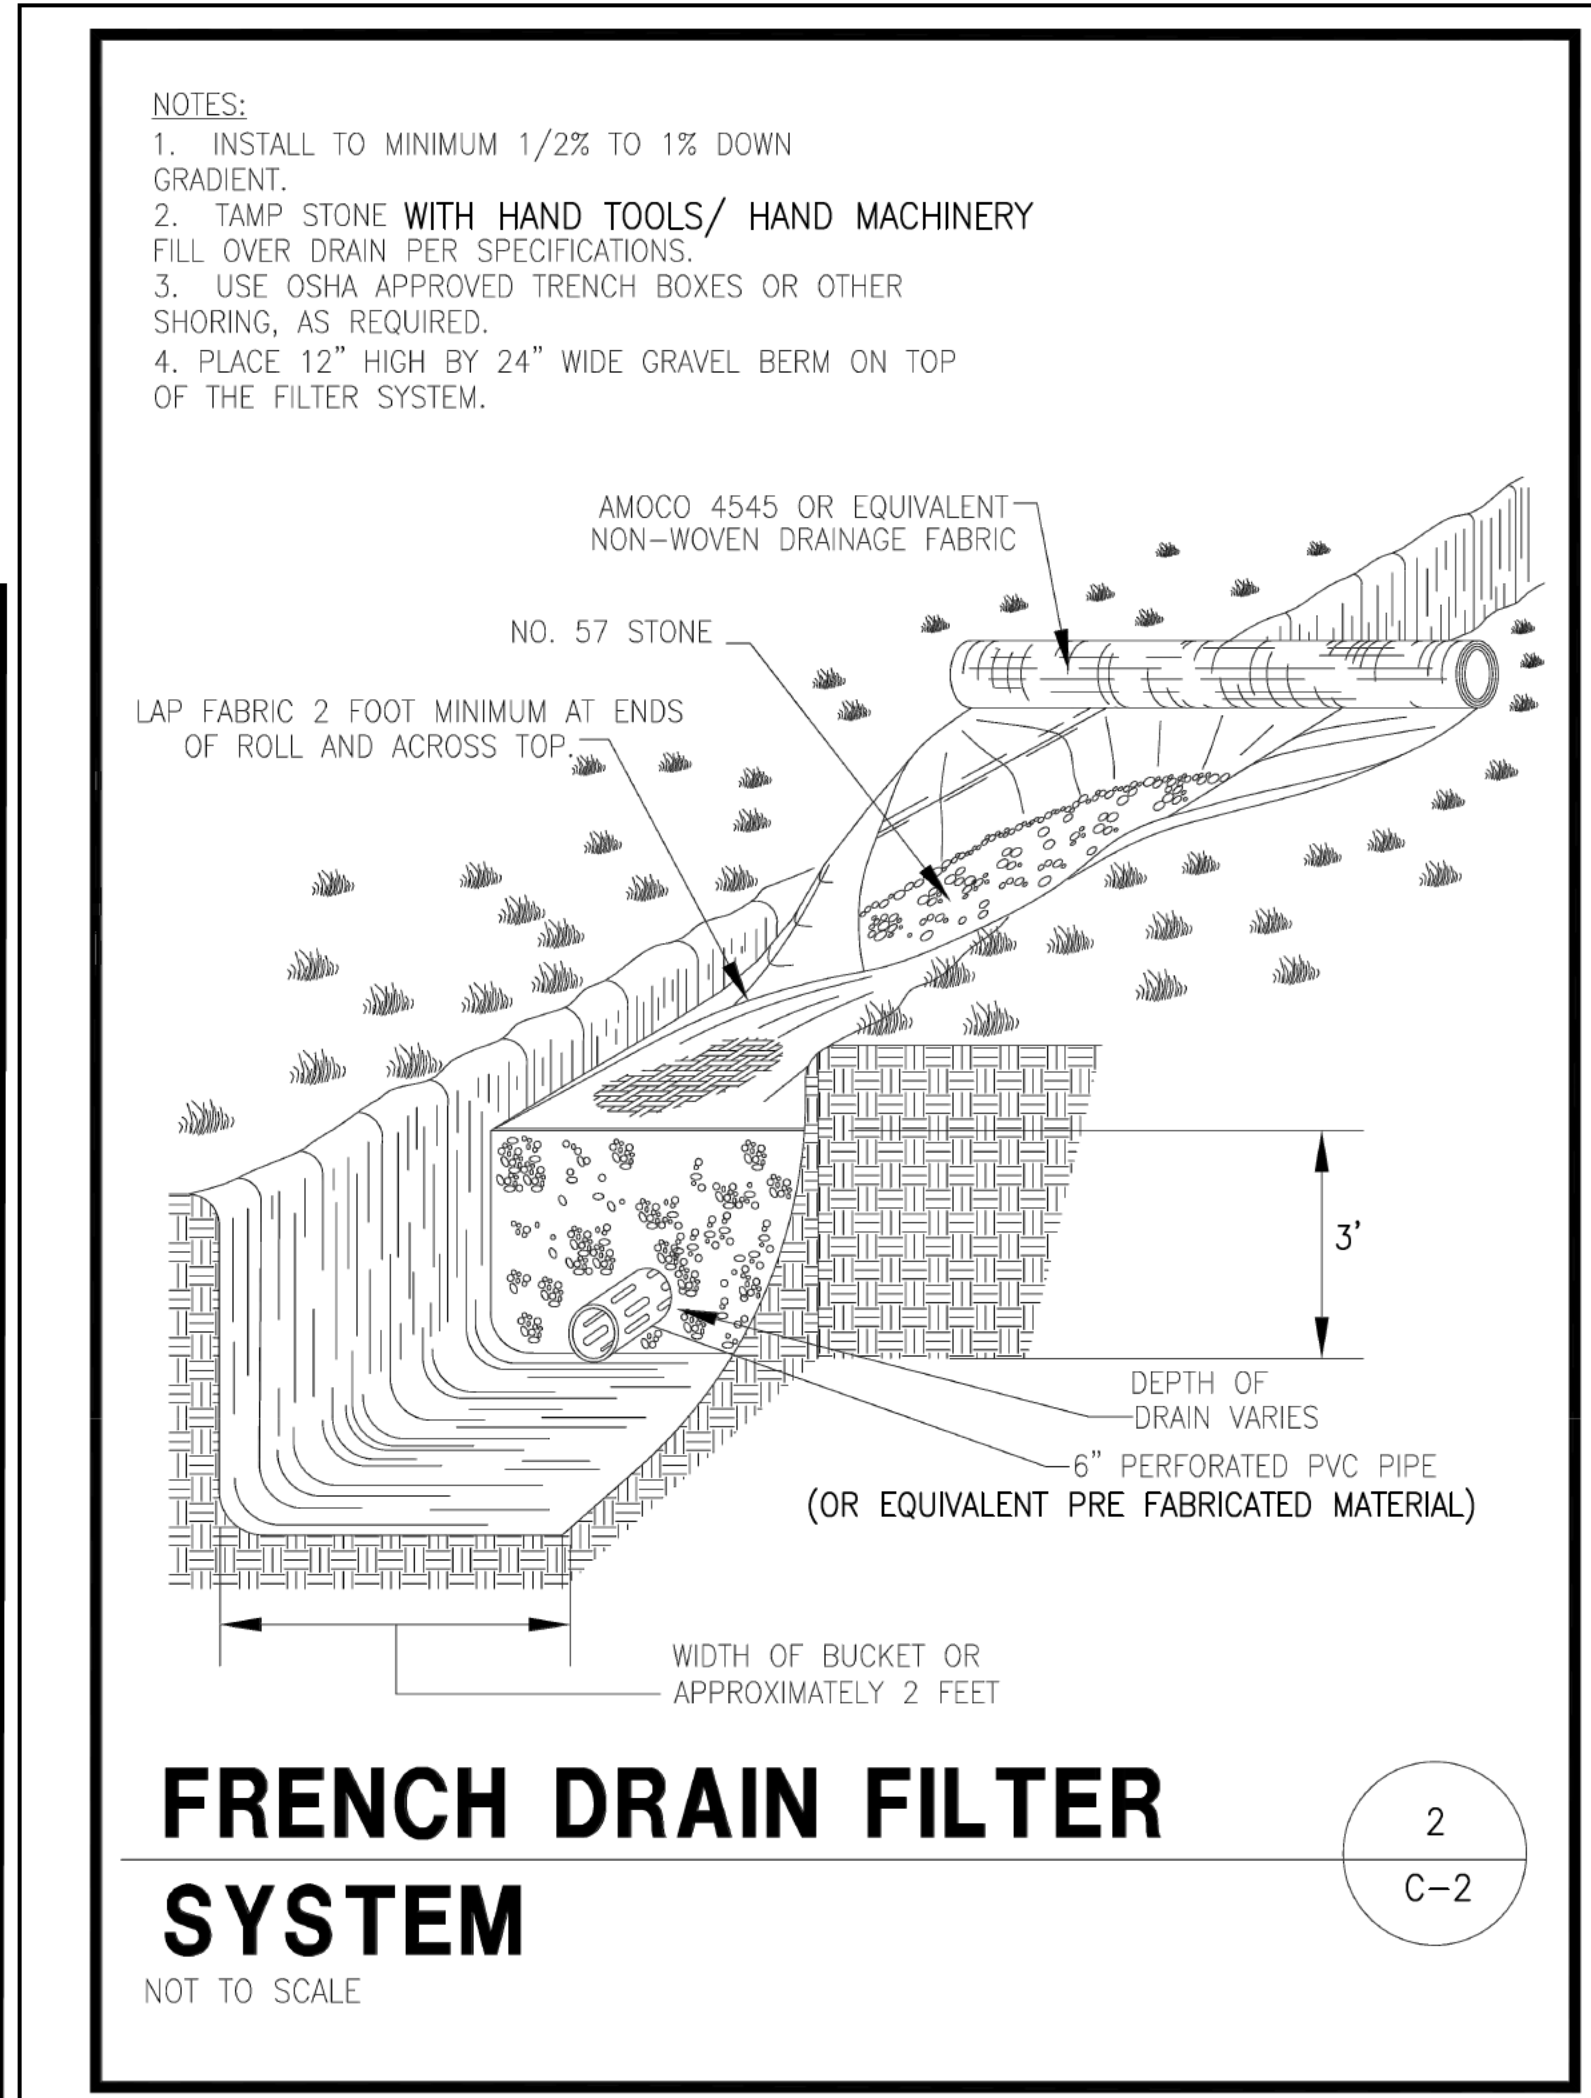 NOTES:
1. INSTALL TO MINIMUM 1/2% TO 1% DOWN
GRADIENT.
2. TAMP STONE WITH HAND TOOLS/ HAND MACHINERY
FILL OVER DRAIN PER SPECIFICATIONS.
3. USE OSHA APPROVED TRENCH BOXES OR OTHER
SHORING, AS REQUIRED.
4. PLACE 12” HIGH BY 24” WIDE GRAVEL BERM ON TOP
OF THE FILTER SYSTEM.
AMOCO 4545 OR EQUIVALENT
NON-WOVEN DRAINAGE FABRIC
NO. 57 STONE
LAP FABRIC 2 FOOT MINIMUM AT ENDS
OF ROLL AND ACROSS TOP.
3'
DEPTH OF
DRAIN VARIES
6” PERFORATED PVC PIPE
(OR EQUIVALENT PRE FABRICATED MATERIAL)
WIDTH OF BUCKET OR
APPROXIMATELY 2 FEET
FRENCH DRAIN FILTER
SYSTEM
NOT TO SCALE
2
C-2